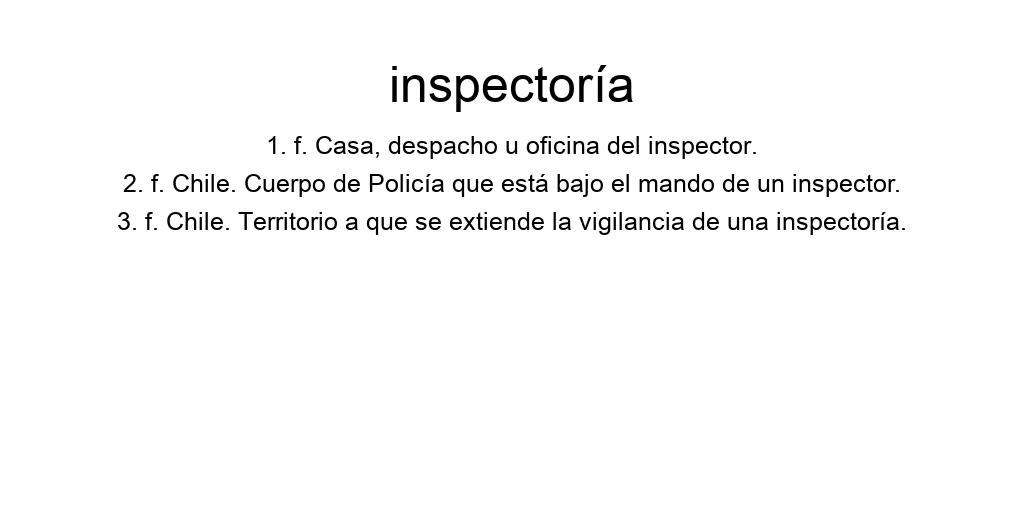 inspectoría
1. f. Casa, despacho u oficina del inspector.
2. f. Chile. Cuerpo de Policía que está bajo el mando de un inspector.
3. f. Chile. Territorio a que se extiende la vigilancia de una inspectoría.